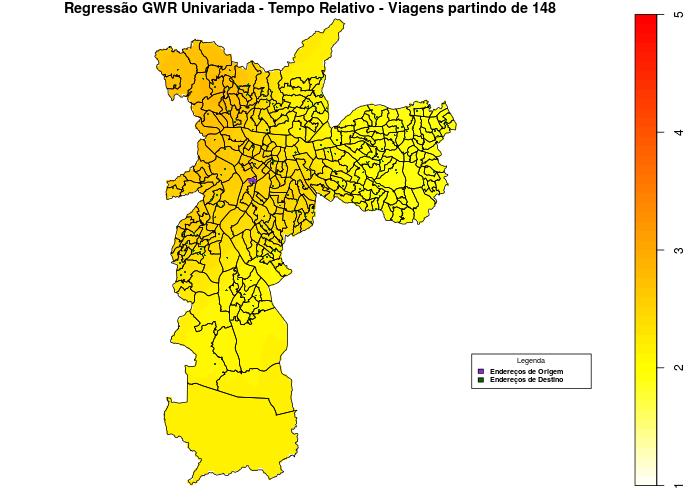 Regressão GWR Univariada - Tempo Relativo - Viagens partindo de 148
5
4
3
2
1
Legenda
Endereços de Origem
Endereços de Destino